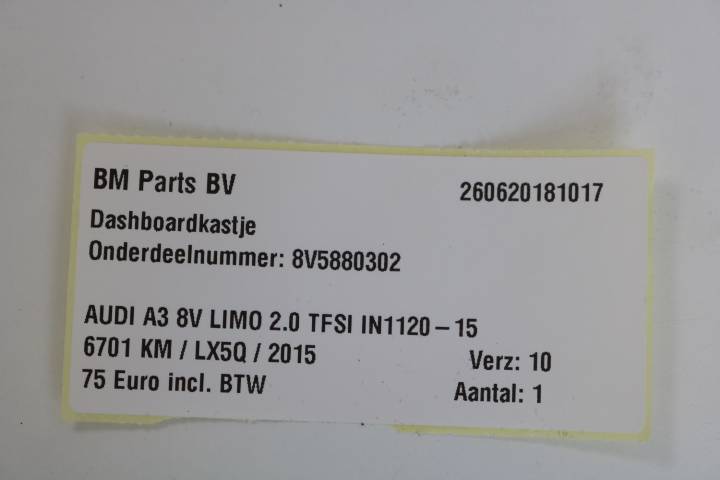 BM Parts BV 260620181017
Dashboardkastje
Onderdeelnummer: 8V5880302
AUDI A3 8V LIMO 2.0 TFSI IN1120-15
6701 KM / LX5Q / 2015 Verz: 10
75 Euro incl. BTW Aantal: 1